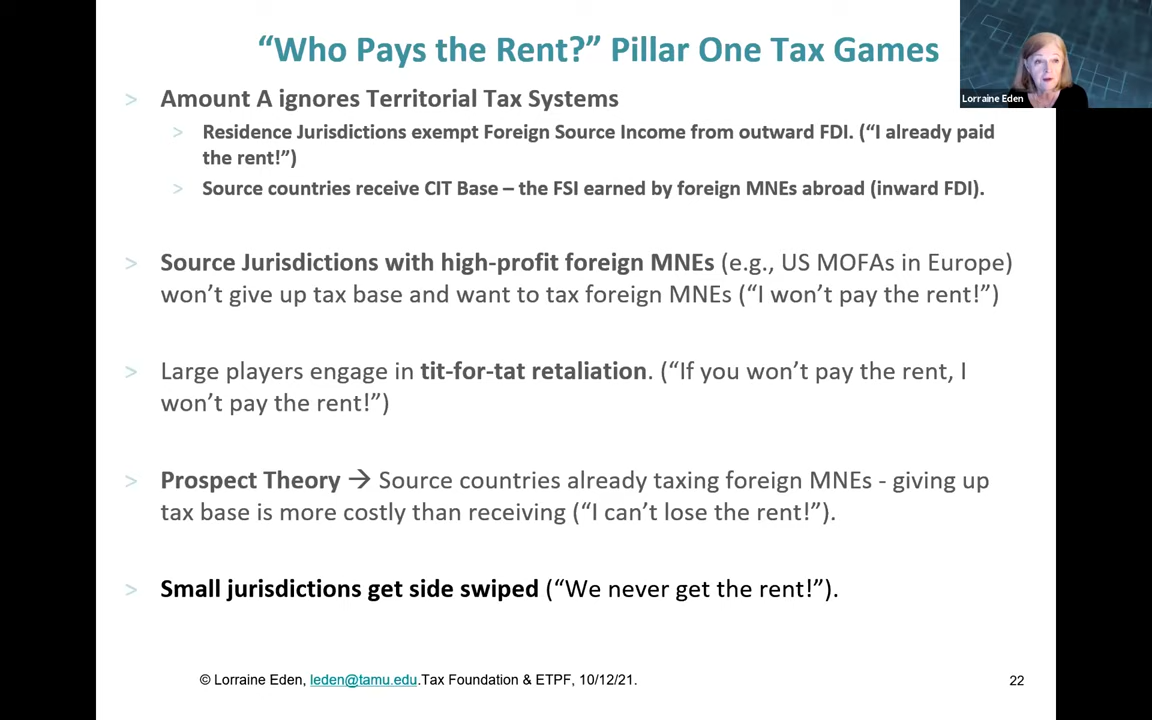 “Who Pays the Rent?” Pillar One Tax Games
Lorraine Eden
> Amount A ignores Territorial Tax Systems
> Residence Jurisdictions exempt Foreign Source Income from outward FDI. (“I already paid
the rent!”)
> Source countries receive CIT Base – the FSI earned by foreign MNEs abroad (inward FDI).
> Source Jurisdictions with high-profit foreign MNEs (e.g., US MOFAs in Europe)
won’t give up tax base and want to tax foreign MNEs (“I won’t pay the rent!”)
> Large players engage in tit-for-tat retaliation. (“If you won’t pay the rent, I
won’t pay the rent!”)
> Prospect Theory → Source countries already taxing foreign MNEs - giving up
tax base is more costly than receiving (“I can’t lose the rent!”).
> Small jurisdictions get side swiped (“We never get the rent!”).
© Lorraine Eden, leden@tamu.edu.Tax Foundation & ETPF, 10/12/21.
22